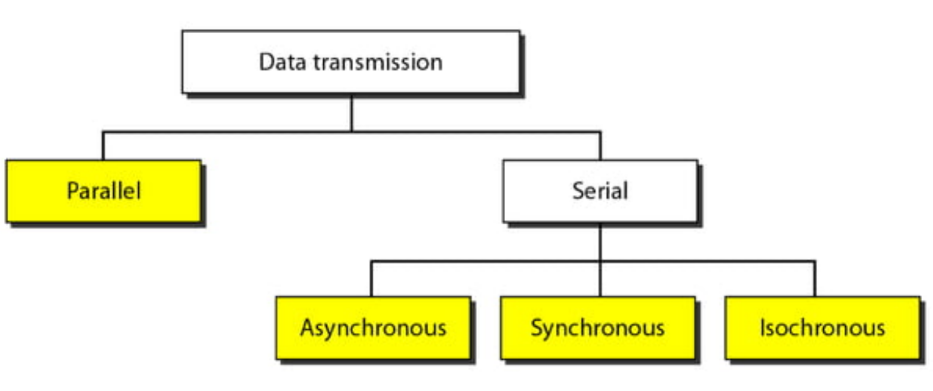 Data transmission
Parallel
Serial
Asynchronous
Synchronous
Isochronous